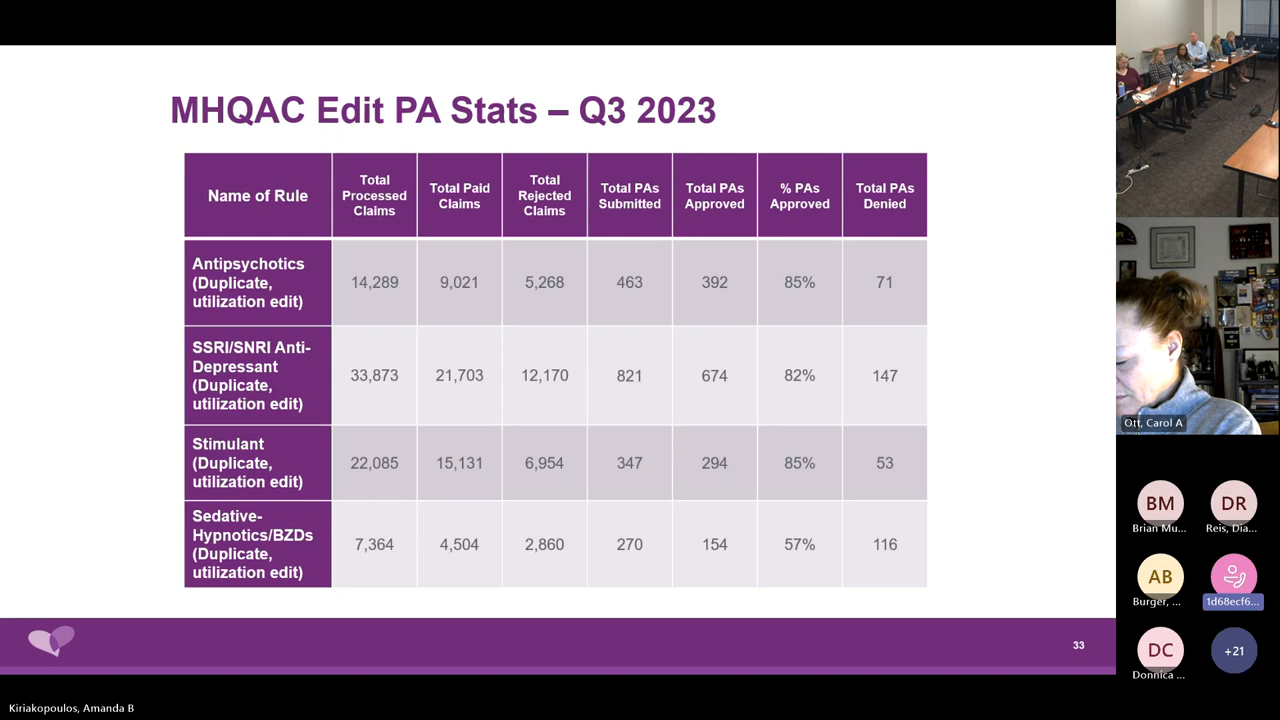 MHQAC Edit PA Stats – Q3 2023
Name of Rule
Total
Processed
Claims
Total Paid
Claims
Total
Rejected
Claims
Total PAs
Submitted
Total PAs
Approved
% PAs
Approved
Total PAs
Denied
Antipsychotics
(Duplicate,
utilization edit)
14,289
9,021
5,268
463
392
85%
71
SSRI/SNRI Anti-
Depressant
(Duplicate,
utilization edit)
33,873
21,703
12,170
821
674
82%
147
Stimulant
(Duplicate,
utilization edit)
22,085
15,131
6,954
347
294
85%
53
Sedative-
Hypnotics/BZDs
(Duplicate,
utilization edit)
7,364
4,504
2,860
270
154
57%
116
33
Ott, Carol A
BM
Brian Mu...
DR
Reis, Dia...
AB
Burger, ...
1d68ecf6...
DC
Donnica ...
+21
Kiriakopoulos, Amanda B